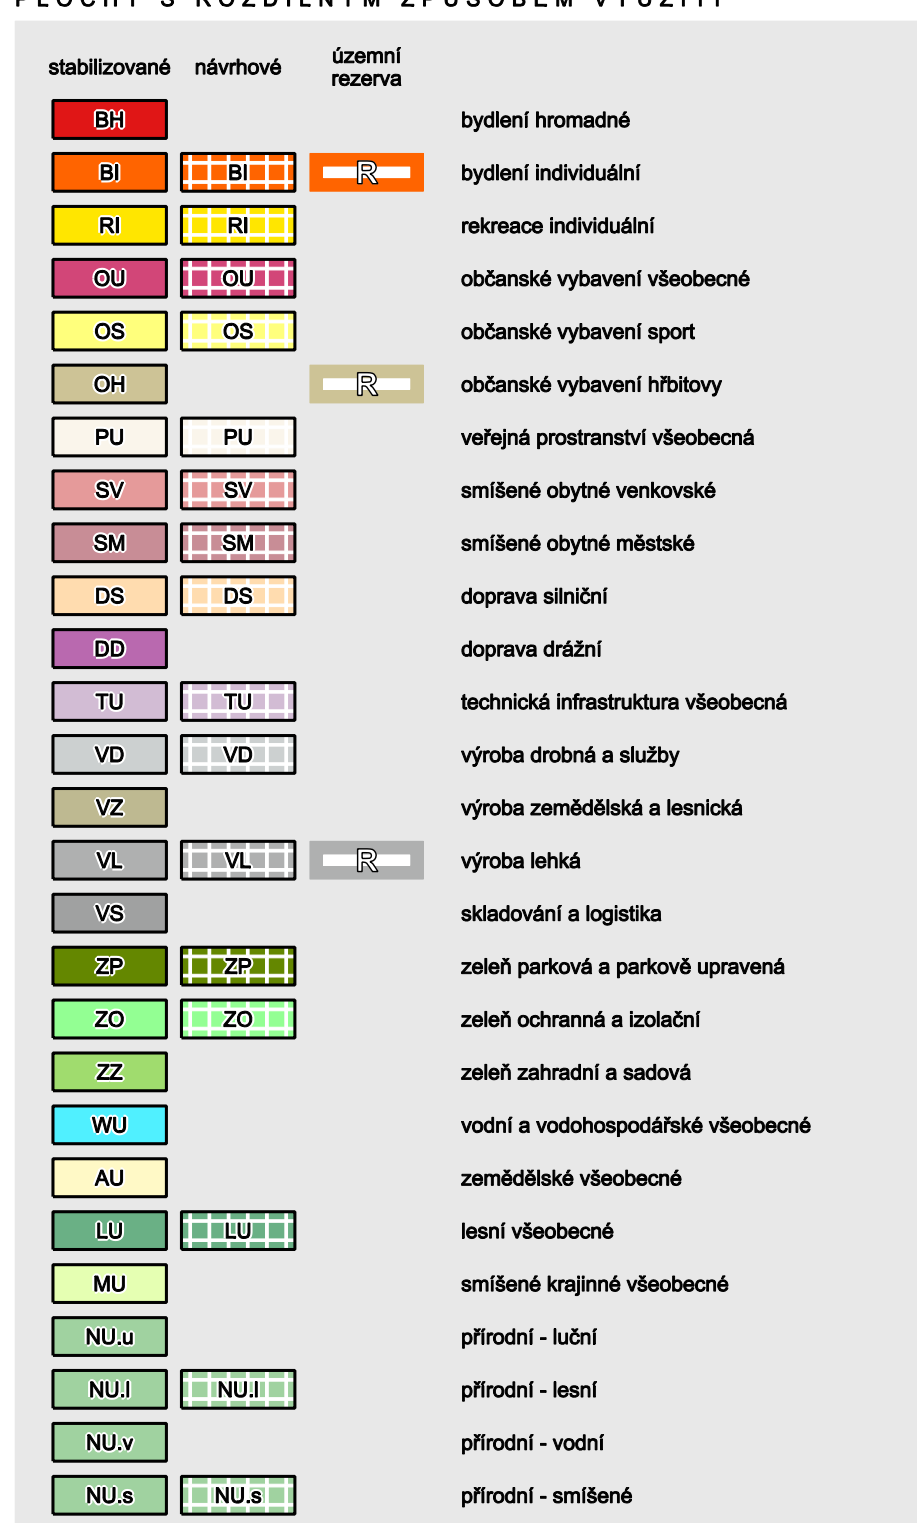 PLOCHY S ROZDÍLNÝM ZPŮSOBEM VYUŽITÍ
stabilizované návrhové územní rezerva
BH bydlení hromadné
BI BI R bydlení individuální
RI RI rekreace individuální
OU OU občanské vybavení všeobecné
OS OS občanské vybavení sport
OH R občanské vybavení hřbitovy
PU PU veřejná prostranství všeobecná
SV SV smíšené obytné venkovské
SM SM smíšené obytné městské
DS DS doprava silniční
DD doprava drážní
TU TU technická infrastruktura všeobecná
VD VD výroba drobná a služby
VZ výroba zemědělská a lesnická
VL VL R výroba lehká
VS skladování a logistika
ZP ZP zeleň parková a parkově upravená
ZO ZO zeleň ochranná a izolační
ZZ zeleň zahradní a sadová
WU vodní a vodohospodářské všeobecné
AU zemědělské všeobecné
LU LU lesní všeobecné
MU smíšené krajinné všeobecné
NU.u přírodní - luční
NU.l NU.l přírodní - lesní
NU.v přírodní - vodní
NU.s NU.s přírodní - smíšené